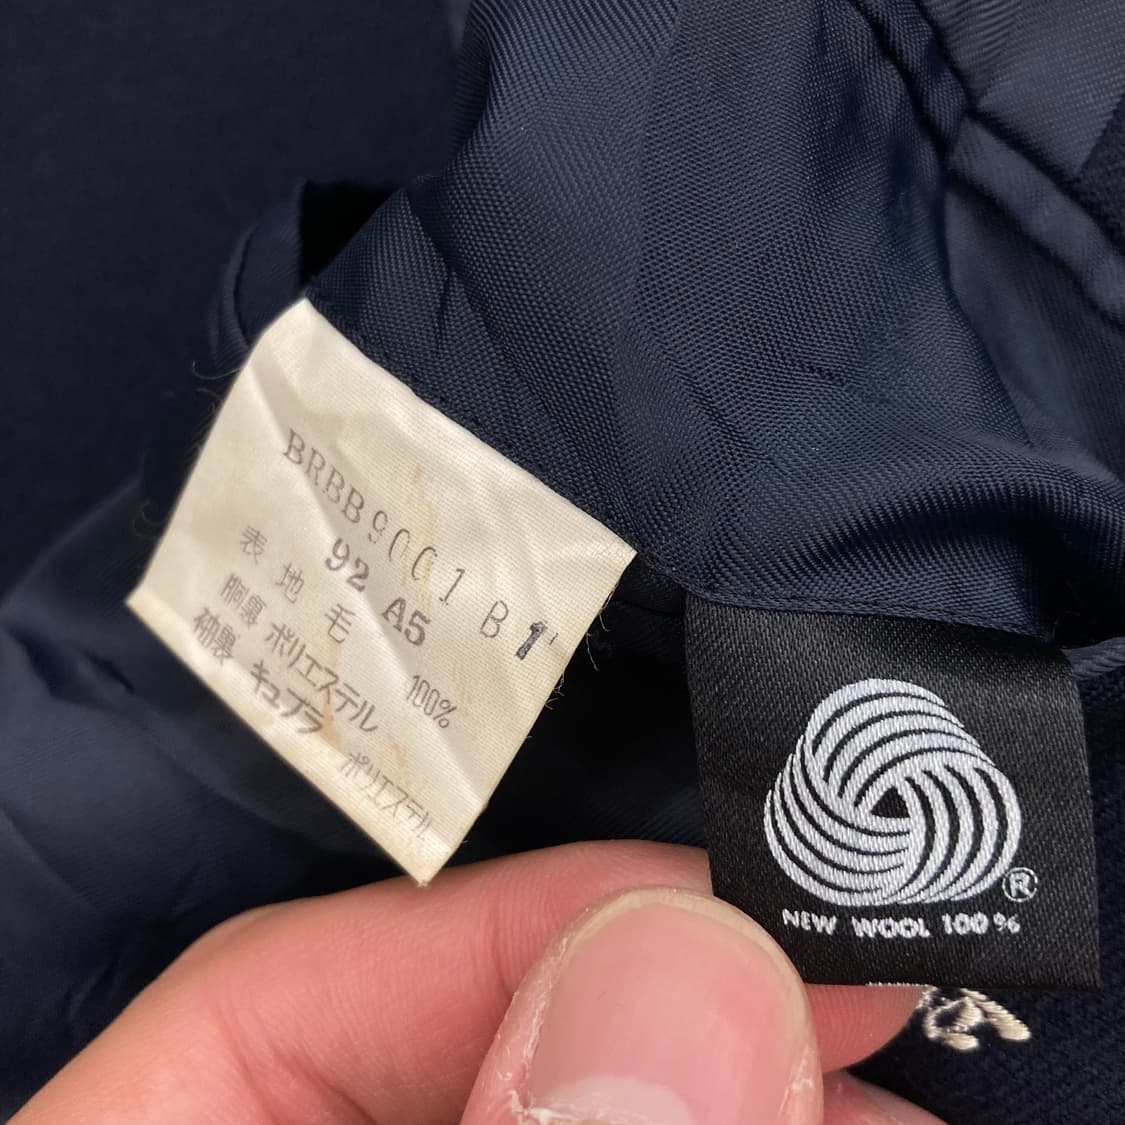 BRBB9001 B 1
92 A5
表地 毛 100%
胴裏 ポリエステル
袖裏 キュプラ ポリエステル
NEW WOOL 100%
®